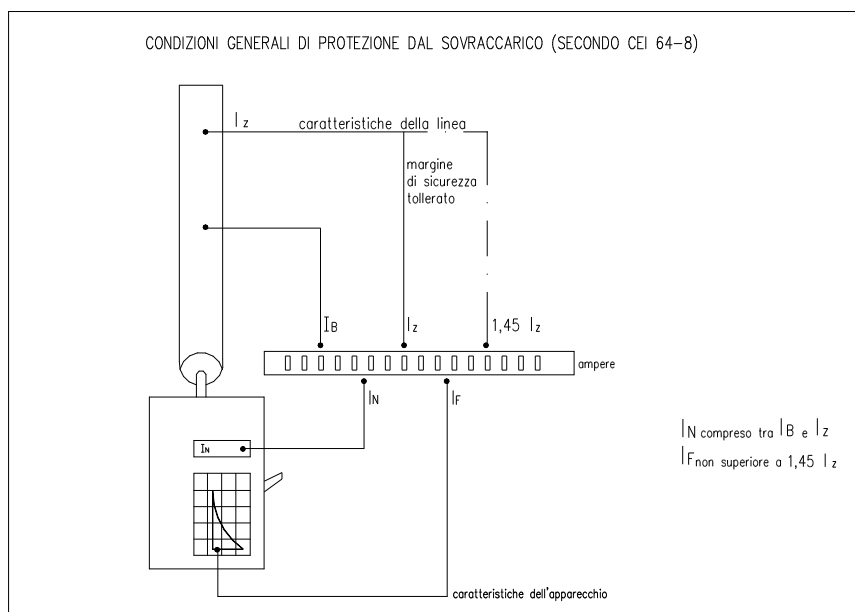 CONDIZIONI GENERALI DI PROTEZIONE DAL SOVRACCARICO (SECONDO CEI 64-8)
Iz
caratteristiche della linea
margine
di sicurezza
tollerato
IB
Iz
1,45 Iz
ampere
IN
IF
IN
IN compreso tra IB e Iz
IF non superiore a 1,45 Iz
caratteristiche dell'apparecchio